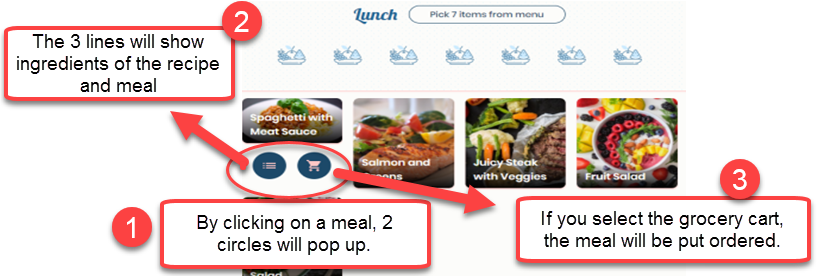 Lunch
Pick 7 items from menu
2
The 3 lines will show
ingredients of the recipe
and meal
Spaghetti with
Meat Sauce
Salmon and
Greens
Juicy Steak
with Veggies
Fruit Salad
1
By clicking on a meal, 2
circles will pop up.
3
If you select the grocery cart,
the meal will be put ordered.
Salad